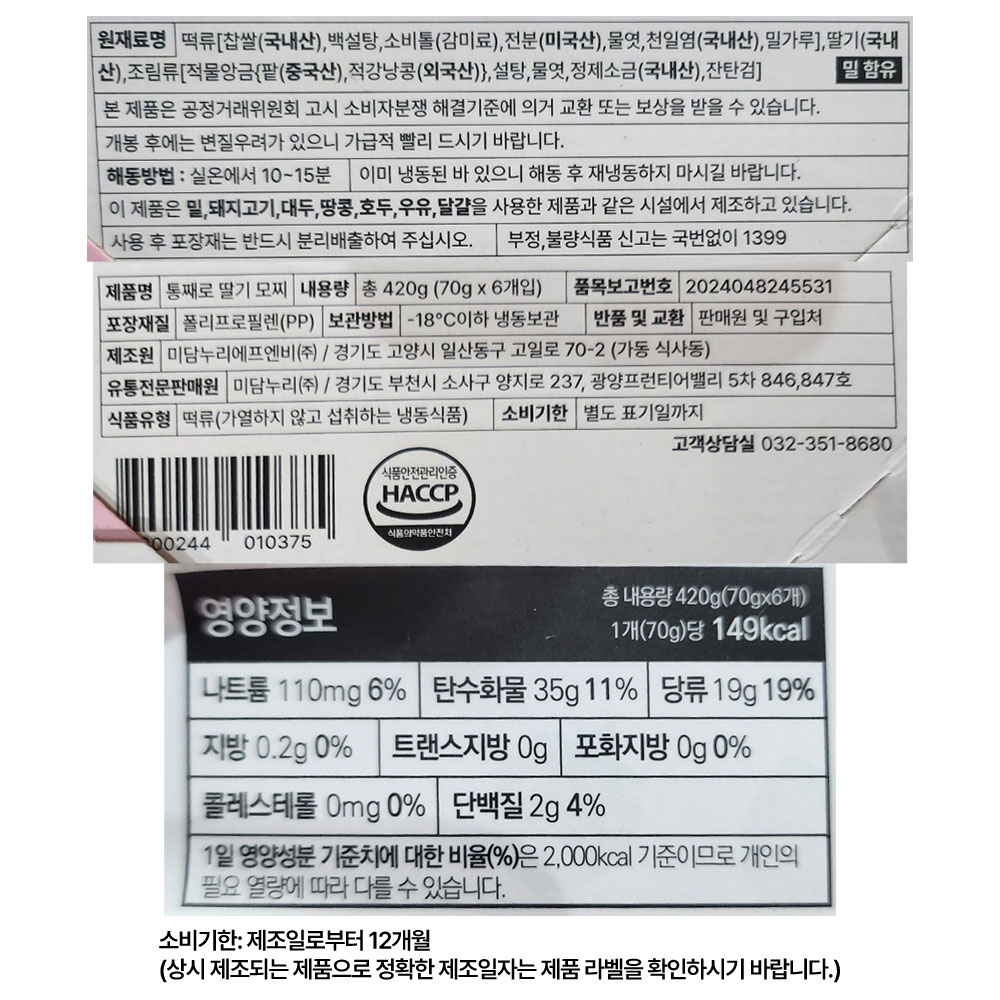 원재료명 떡류[찹쌀(국내산),백설탕,소비톨(감미료),전분(미국산),물엿,천일염(국내산),밀가루],딸기(국내
산),조림류[적물앙금{팥(중국산),적강낭콩(외국산)},설탕,물엿,정제소금(국내산),잔탄검] 밀 함유
본 제품은 공정거래위원회 고시 소비자분쟁 해결기준에 의거 교환 또는 보상을 받을 수 있습니다.
개봉 후에는 변질우려가 있으니 가급적 빨리 드시기 바랍니다.
해동방법 : 실온에서 10~15분 이미 냉동된 바 있으니 해동 후 재냉동하지 마시길 바랍니다.
이 제품은 밀,돼지고기,대두,땅콩,호두,우유,달걀을 사용한 제품과 같은 시설에서 제조하고 있습니다.
사용 후 포장재는 반드시 분리배출하여 주십시오. 부정,불량식품 신고는 국번없이 1399
제품명 통째로 딸기 모찌 내용량 총 420g (70g x 6개입) 품목보고번호 2024048245531
포장재질 폴리프로필렌(PP) 보관방법 -18°C이하 냉동보관 반품 및 교환 판매원 및 구입처
제조원 미담누리에프엔비(주) / 경기도 고양시 일산동구 고일로 70-2 (가동 식사동)
유통전문판매원 미담누리(주) / 경기도 부천시 소사구 양지로 237, 광양프런티어밸리 5차 846,847호
식품유형 떡류(가열하지 않고 섭취하는 냉동식품) 소비기한 별도 표기일까지
고객상담실 032-351-8680
식품안전관리인증
HACCP
식품의약품안전처
00244 010375
영양정보 총 내용량 420g(70gx6개)
1개(70g)당 149kcal
나트륨 110mg 6% 탄수화물 35g 11% 당류 19g 19%
지방 0.2g 0% 트랜스지방 0g 포화지방 0g 0%
콜레스테롤 0mg 0% 단백질 2g 4%
1일 영양성분 기준치에 대한 비율(%)은 2,000kcal 기준이므로 개인의
필요 열량에 따라 다를 수 있습니다.
소비기한: 제조일로부터 12개월
(상시 제조되는 제품으로 정확한 제조일자는 제품 라벨을 확인하시기 바랍니다.)